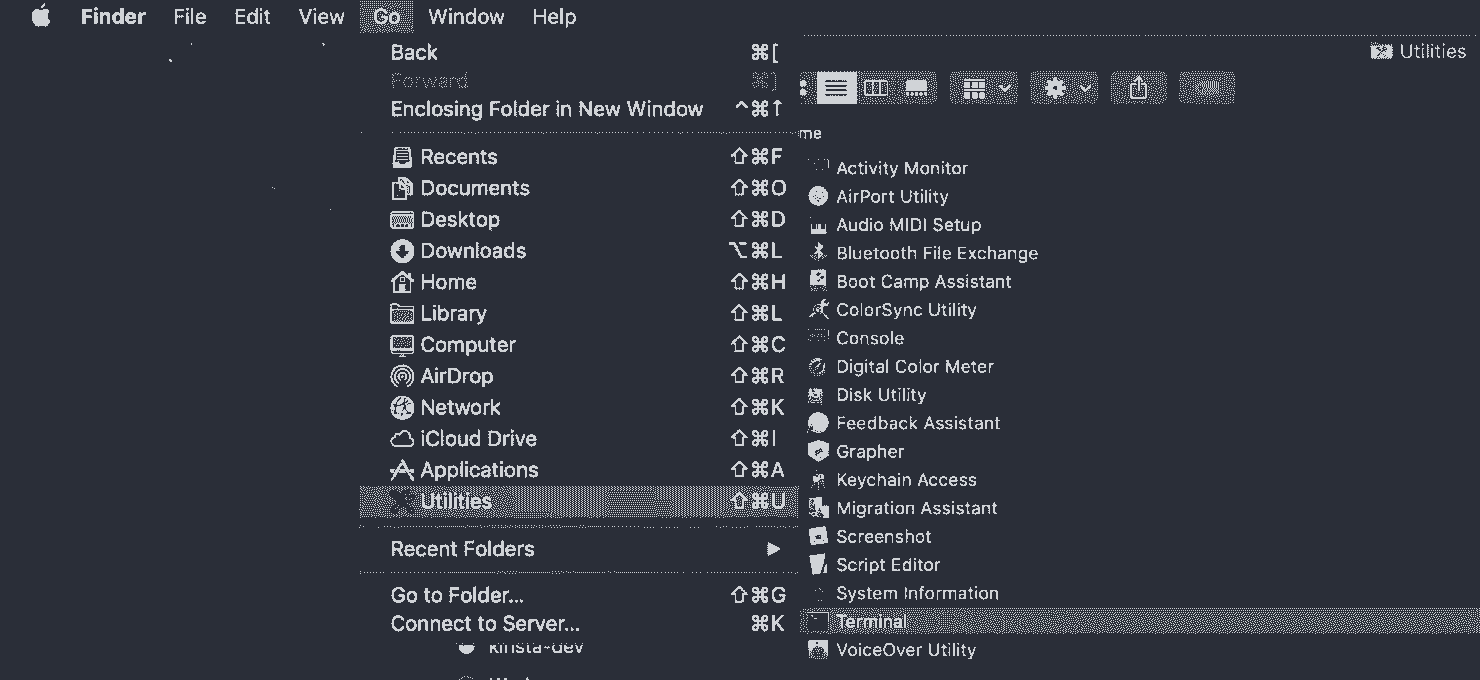 Finder File Edit View Go Window Help
Back ⌘[
Forward ⌘]
Enclosing Folder in New Window ^⌘↑
Recents ⇧⌘F
Documents ⇧⌘O
Desktop ⇧⌘D
Downloads ⌥⌘L
Home ⇧⌘H
Library ⇧⌘L
Computer ⇧⌘C
AirDrop ⇧⌘R
Network ⇧⌘K
iCloud Drive ⇧⌘I
Applications ⇧⌘A
Utilities ⇧⌘U
Recent Folders ▶
Go to Folder... ⇧⌘G
Connect to Server... ⌘K
kinsta-dev
Utilities
me
Activity Monitor
AirPort Utility
Audio MIDI Setup
Bluetooth File Exchange
Boot Camp Assistant
ColorSync Utility
Console
Digital Color Meter
Disk Utility
Feedback Assistant
Grapher
Keychain Access
Migration Assistant
Screenshot
Script Editor
System Information
Terminal
VoiceOver Utility